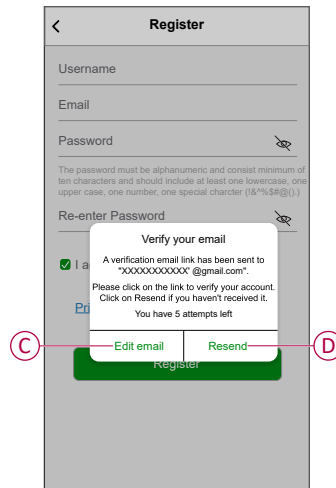 Register
Username
Email
Password
The password must be alphanumeric and consist minimum of
ten characters and should include at least one lowercase, one
upper case, one number, one special charcter (!&^%$#@().)
Re-enter Password
Verify your email
I a
A verification email link has been sent to
"XXXXXXXXXXX' @gmail.com".
Please click on the link to verify your account.
Click on Resend if you haven't received it.
Pri
You have 5 attempts left
C
Edit email
Resend
D
Register